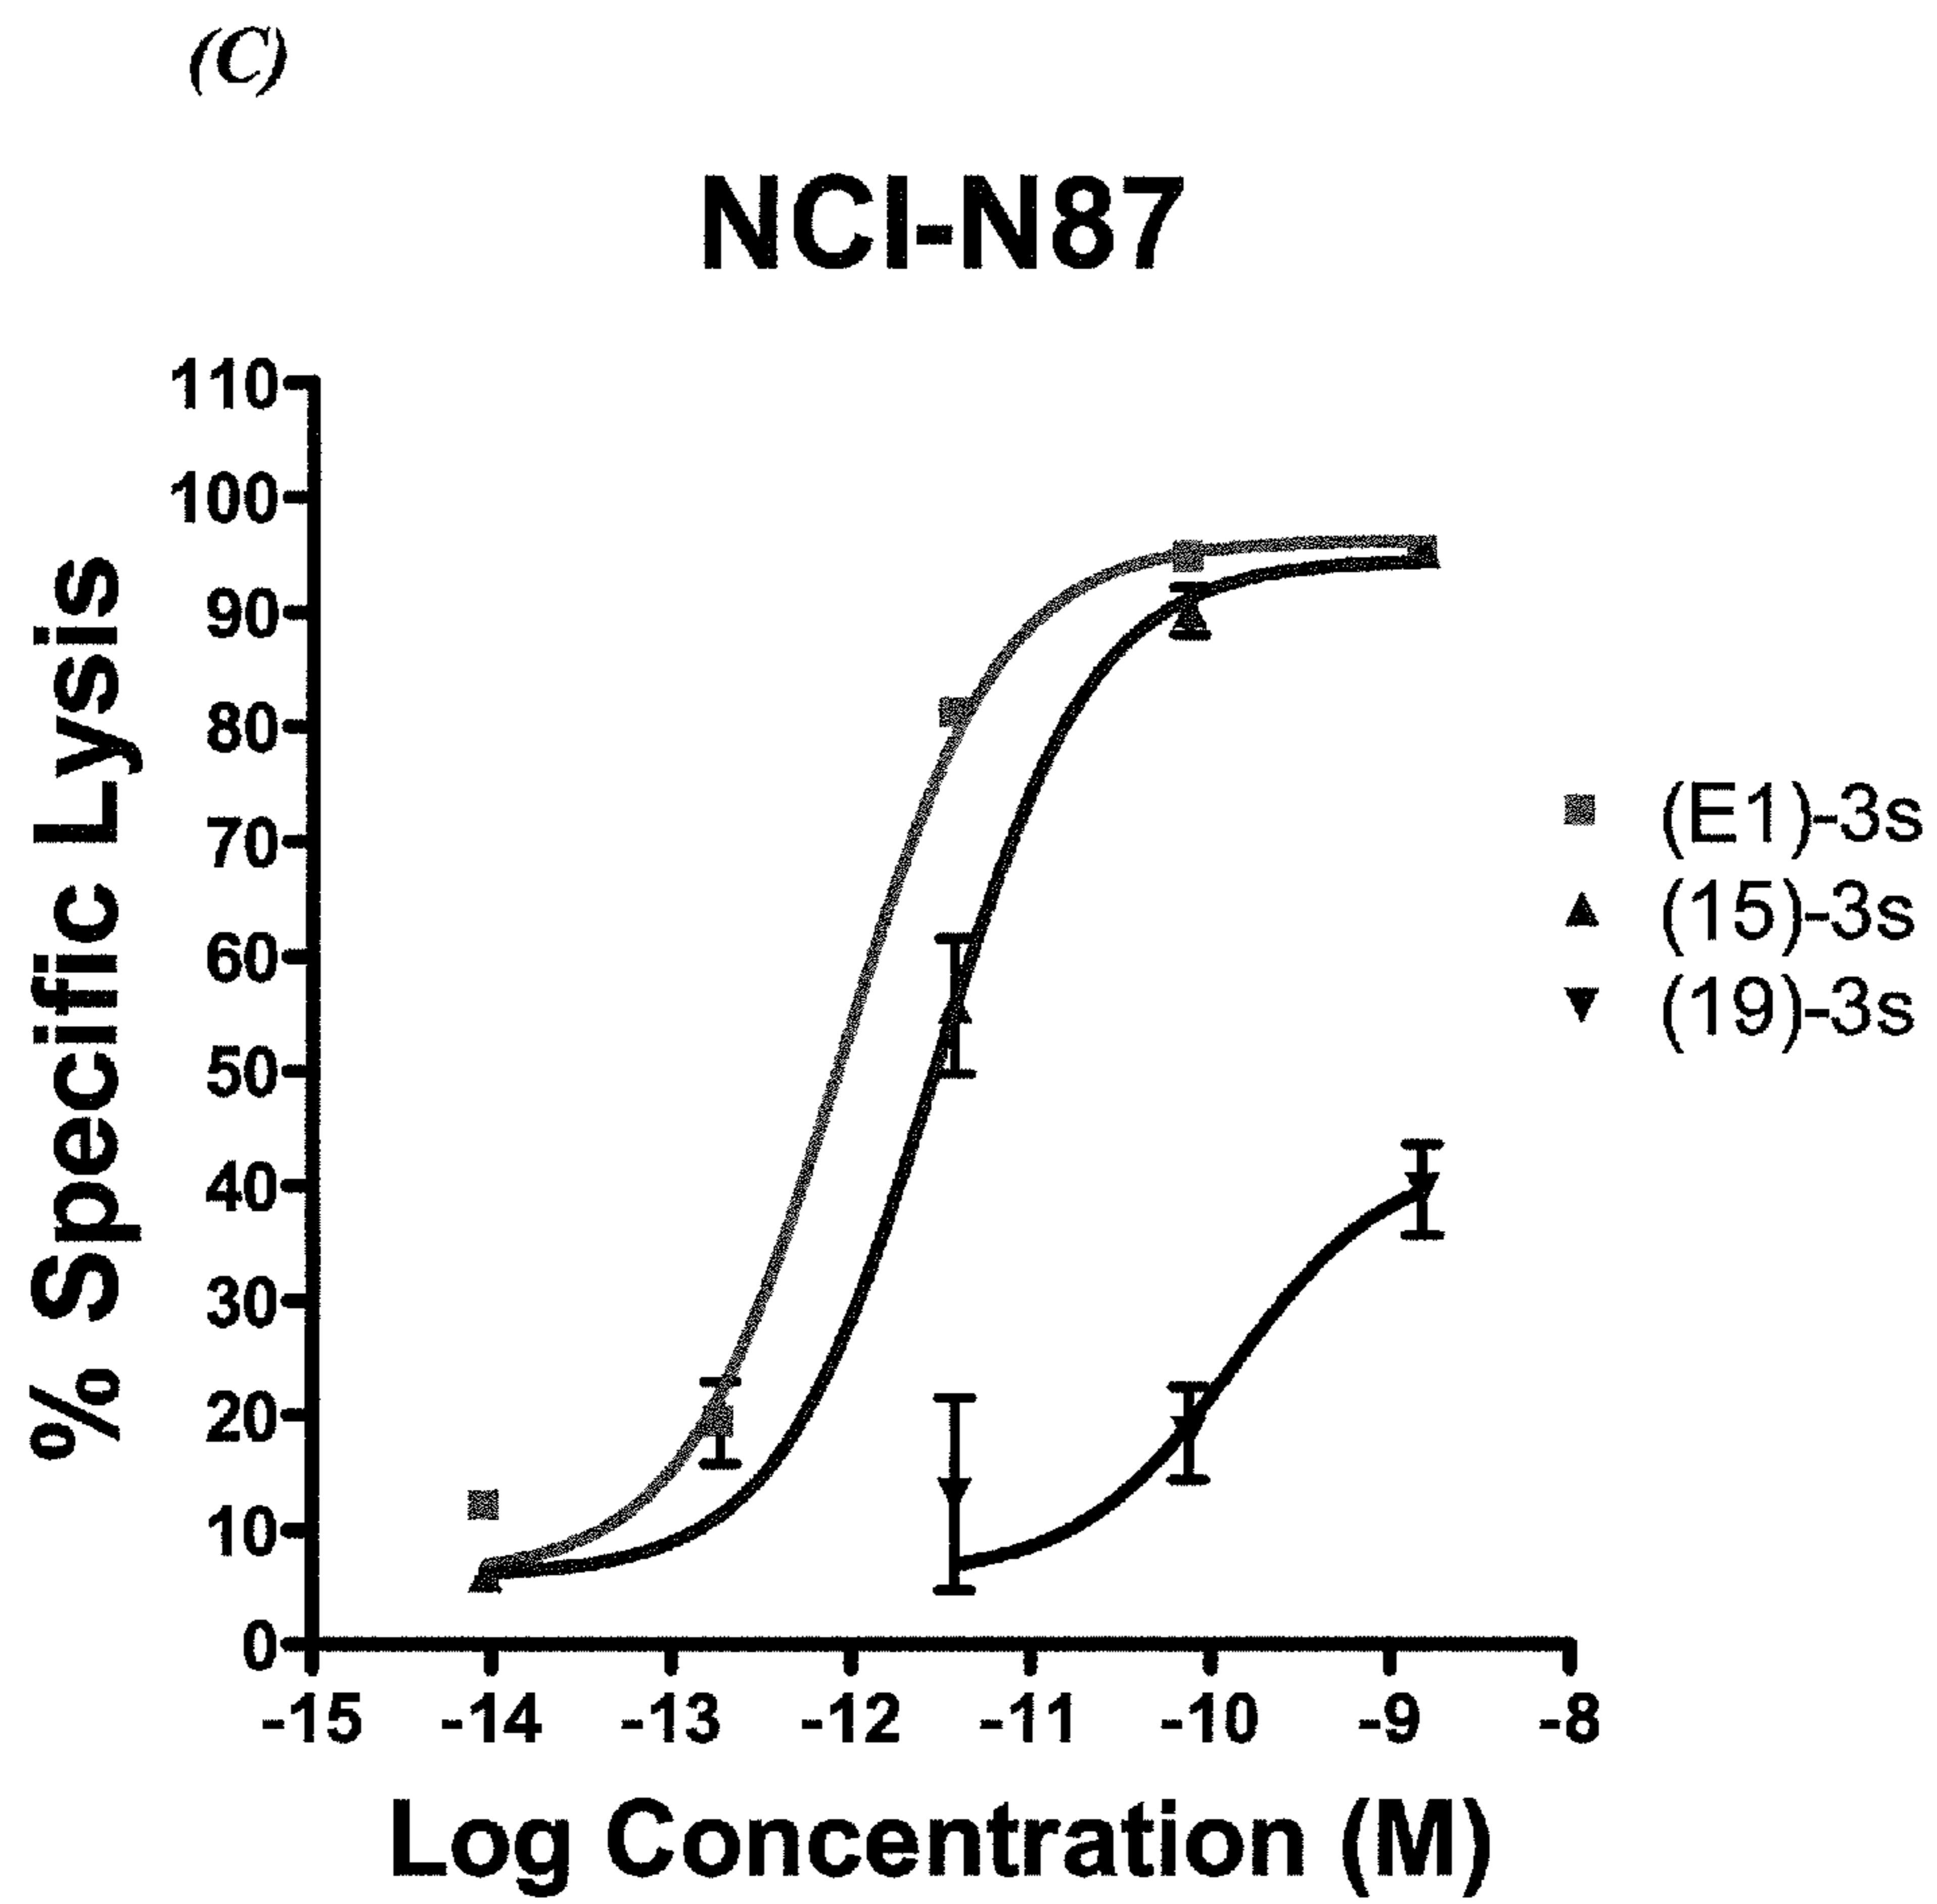 (C)
NCI-N87
% Specific Lysis
110
100
90
80
70
60
50
40
30
20
10
0
-15 -14 -13 -12 -11 -10 -9 -8
Log Concentration (M)
(E1)-3s
(15)-3s
(19)-3s